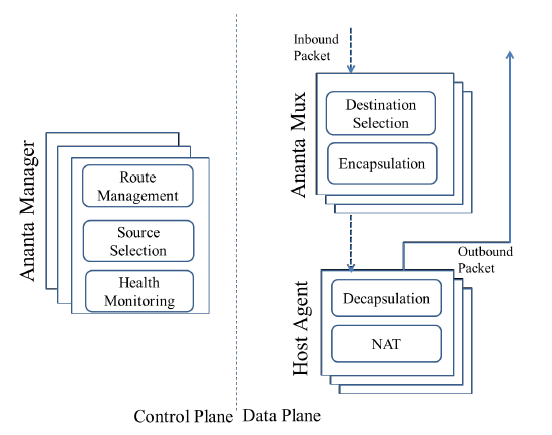 Ananta Manager
Route
Management
Source
Selection
Health
Monitoring
Inbound
Packet
Ananta Mux
Destination
Selection
Encapsulation
Outbound
Packet
Host Agent
Decapsulation
NAT
Control Plane
Data Plane